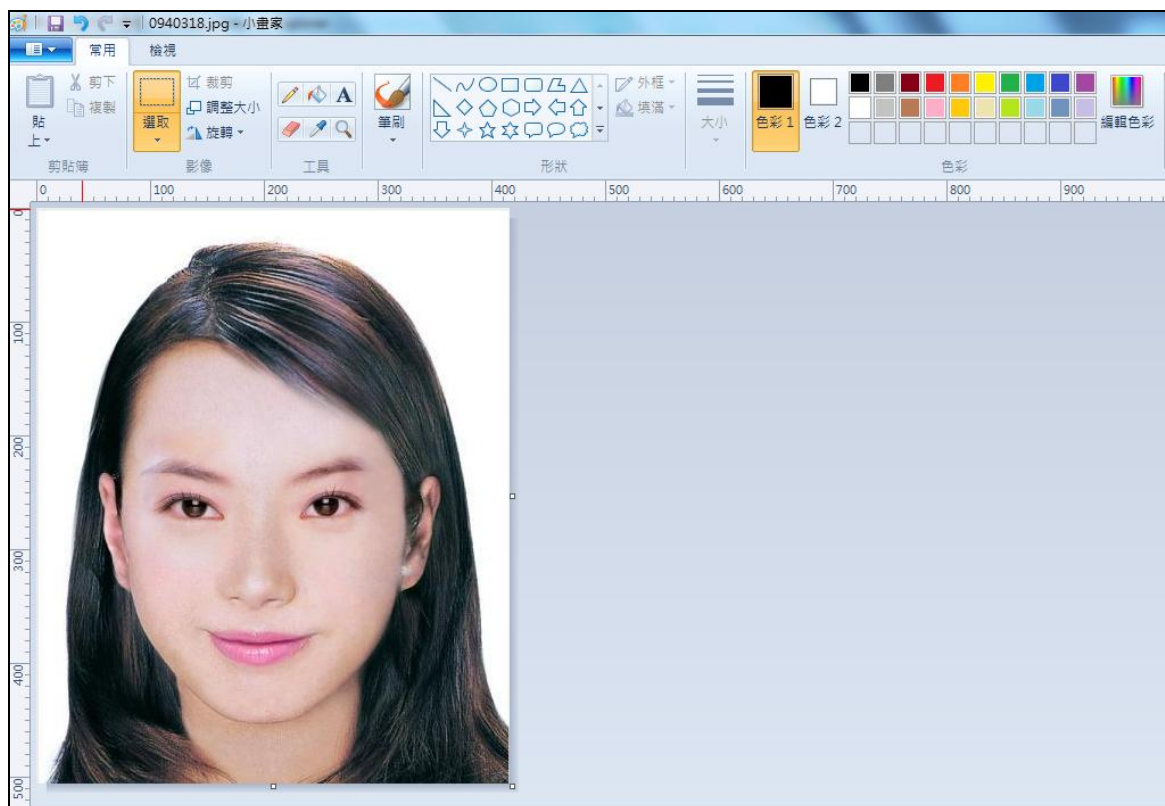 0940318.jpg - 小畫家
常用 檢視
剪下
複製
貼上
剪貼簿
選取
裁剪
調整大小
旋轉
影像
A
工具
筆刷
外框
填滿
形狀
大小
色彩 1
色彩 2
編輯色彩
色彩
0 100 200 300 400 500 600 700 800 900
0
100
200
300
400
500